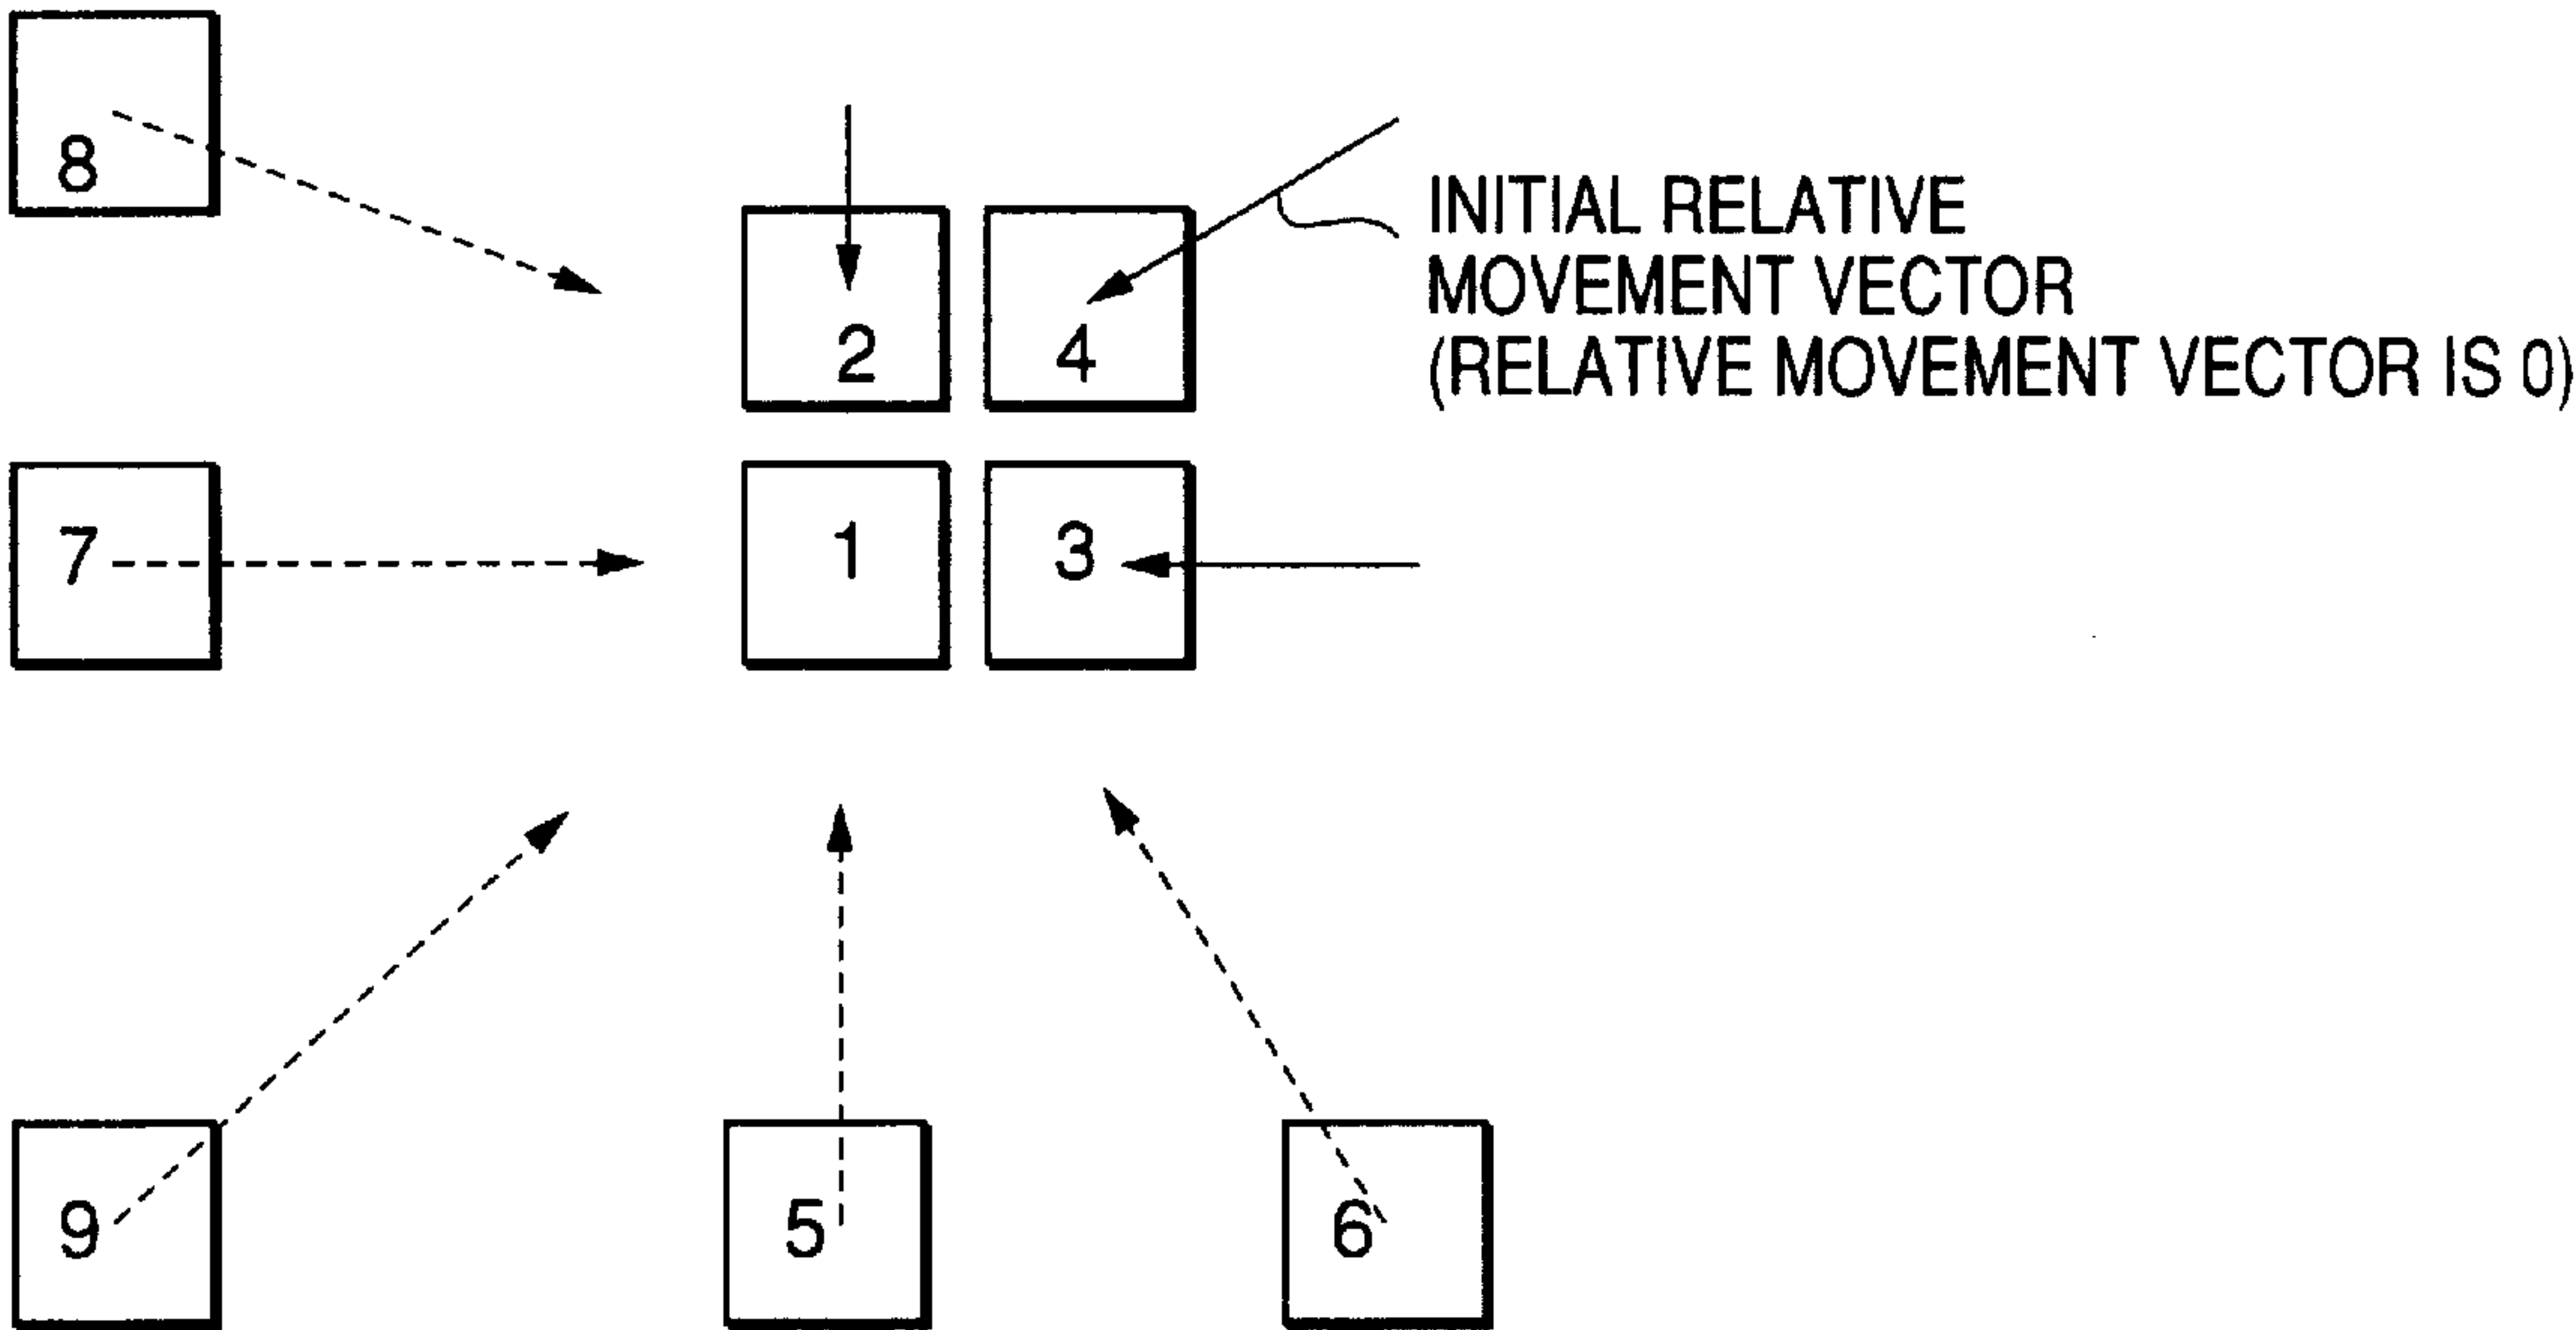 8
INITIAL RELATIVE
MOVEMENT VECTOR
(RELATIVE MOVEMENT VECTOR IS 0)
2 4
7 1 3
9 5 6